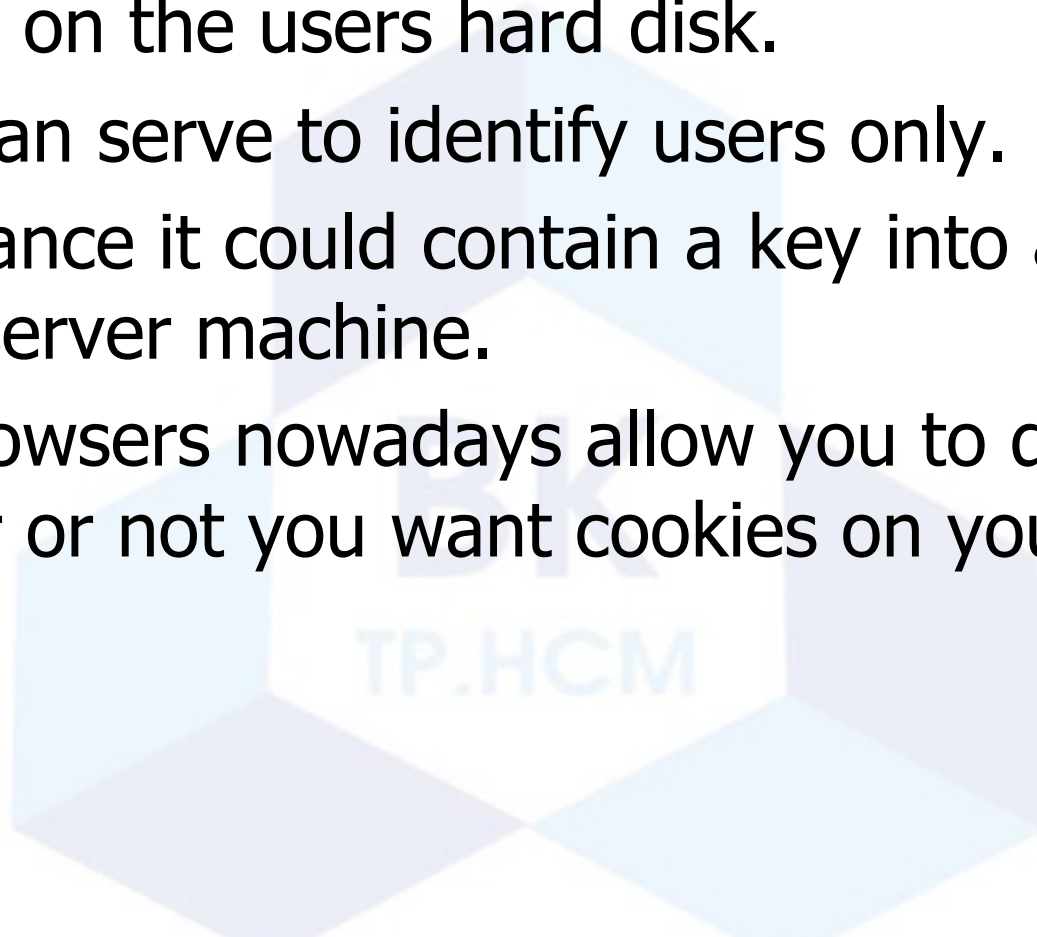 on the users hard disk.
an serve to identify users only.
ance it could contain a key into a
erver machine.
owsers nowadays allow you to d
r or not you want cookies on you
BK
TP.HCM